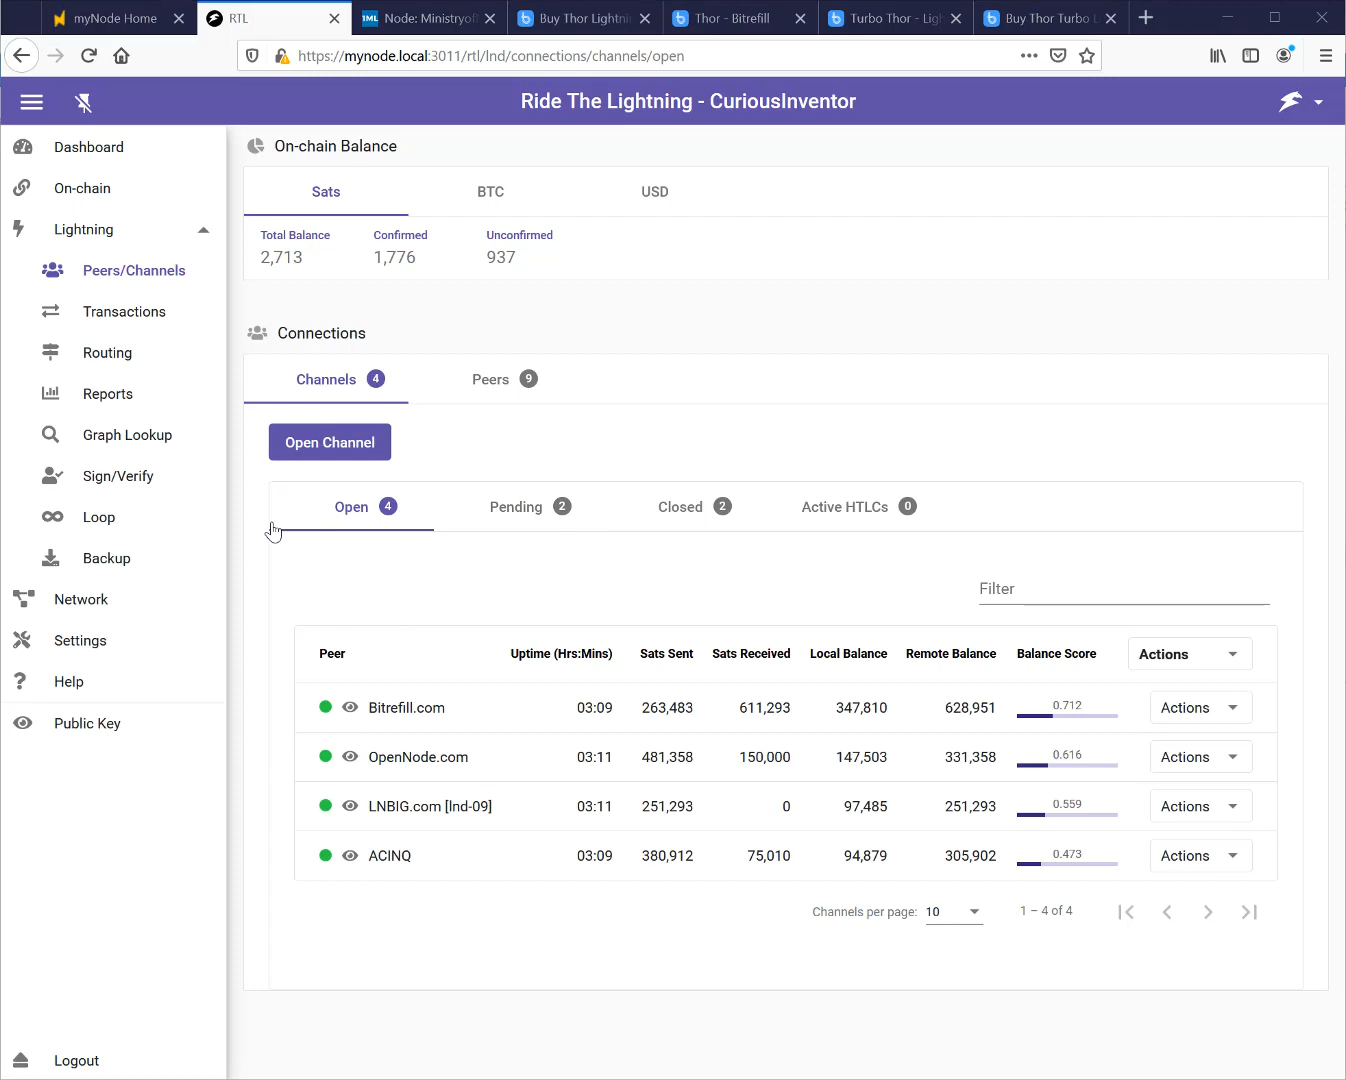 myNode Home
RTL
1ML Node: Ministryof
Buy Thor Lightni
Thor - Bitrefill
Turbo Thor - Ligh
Buy Thor Turbo L
https://mynode.local:3011/rtl/lnd/connections/channels/open
Ride The Lightning - CuriousInventor
Dashboard
On-chain
Lightning
Peers/Channels
Transactions
Routing
Reports
Graph Lookup
Sign/Verify
Loop
Backup
Network
Settings
Help
Public Key
Logout
On-chain Balance
Sats BTC USD
Total Balance Confirmed Unconfirmed
2,713 1,776 937
Connections
Channels 4 Peers 9
Open Channel
Open 4 Pending 2 Closed 2 Active HTLCs 0
Filter
Peer Uptime (Hrs:Mins) Sats Sent Sats Received Local Balance Remote Balance Balance Score Actions
Bitrefill.com 03:09 263,483 611,293 347,810 628,951 0.712 Actions
OpenNode.com 03:11 481,358 150,000 147,503 331,358 0.616 Actions
LNBIG.com [lnd-09] 03:11 251,293 0 97,485 251,293 0.559 Actions
ACINQ 03:09 380,912 75,010 94,879 305,902 0.473 Actions
Channels per page: 10 1 – 4 of 4